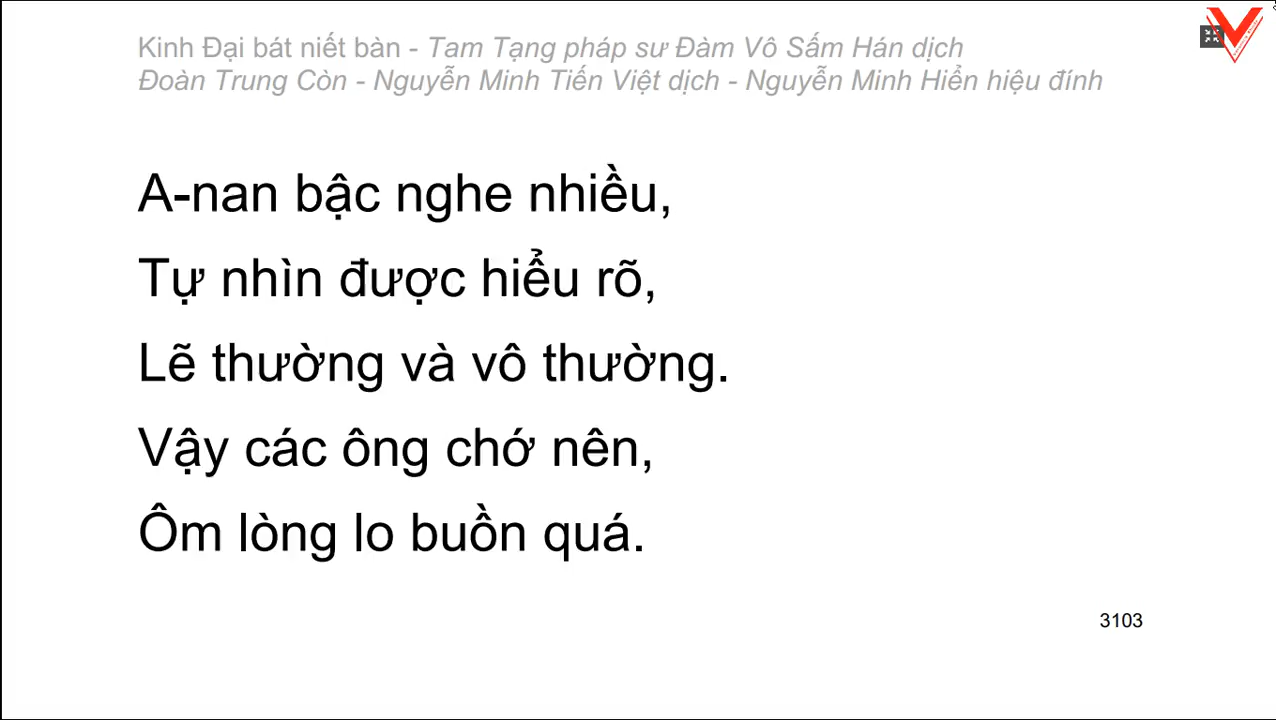 Kinh Đại bát niết bàn - Tam Tạng pháp sư Đàm Vô Sấm Hán dịch
Đoàn Trung Còn - Nguyễn Minh Tiến Việt dịch - Nguyễn Minh Hiển hiệu đính
A-nan bậc nghe nhiều,
Tự nhìn được hiểu rõ,
Lẽ thường và vô thường.
Vậy các ông chớ nên,
Ôm lòng lo buồn quá.
3103